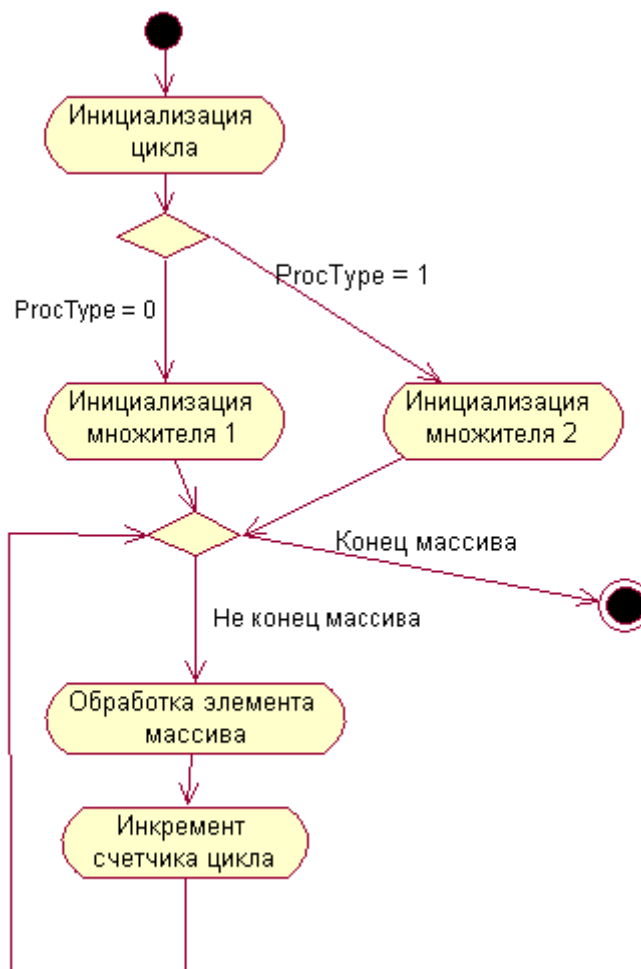 Инициализация
цикла
ProcType = 1
ProcType = 0
Инициализация
множителя 1
Инициализация
множителя 2
Конец массива
Не конец массива
Обработка элемента
массива
Инкремент
счетчика цикла